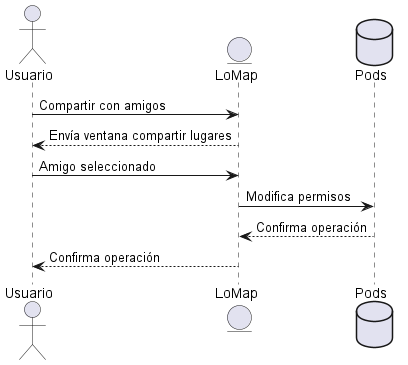 Usuario
LoMap
Pods
Compartir con amigos
Envía ventana compartir lugares
Amigo seleccionado
Modifica permisos
Confirma operación
Confirma operación
Usuario
LoMap
Pods